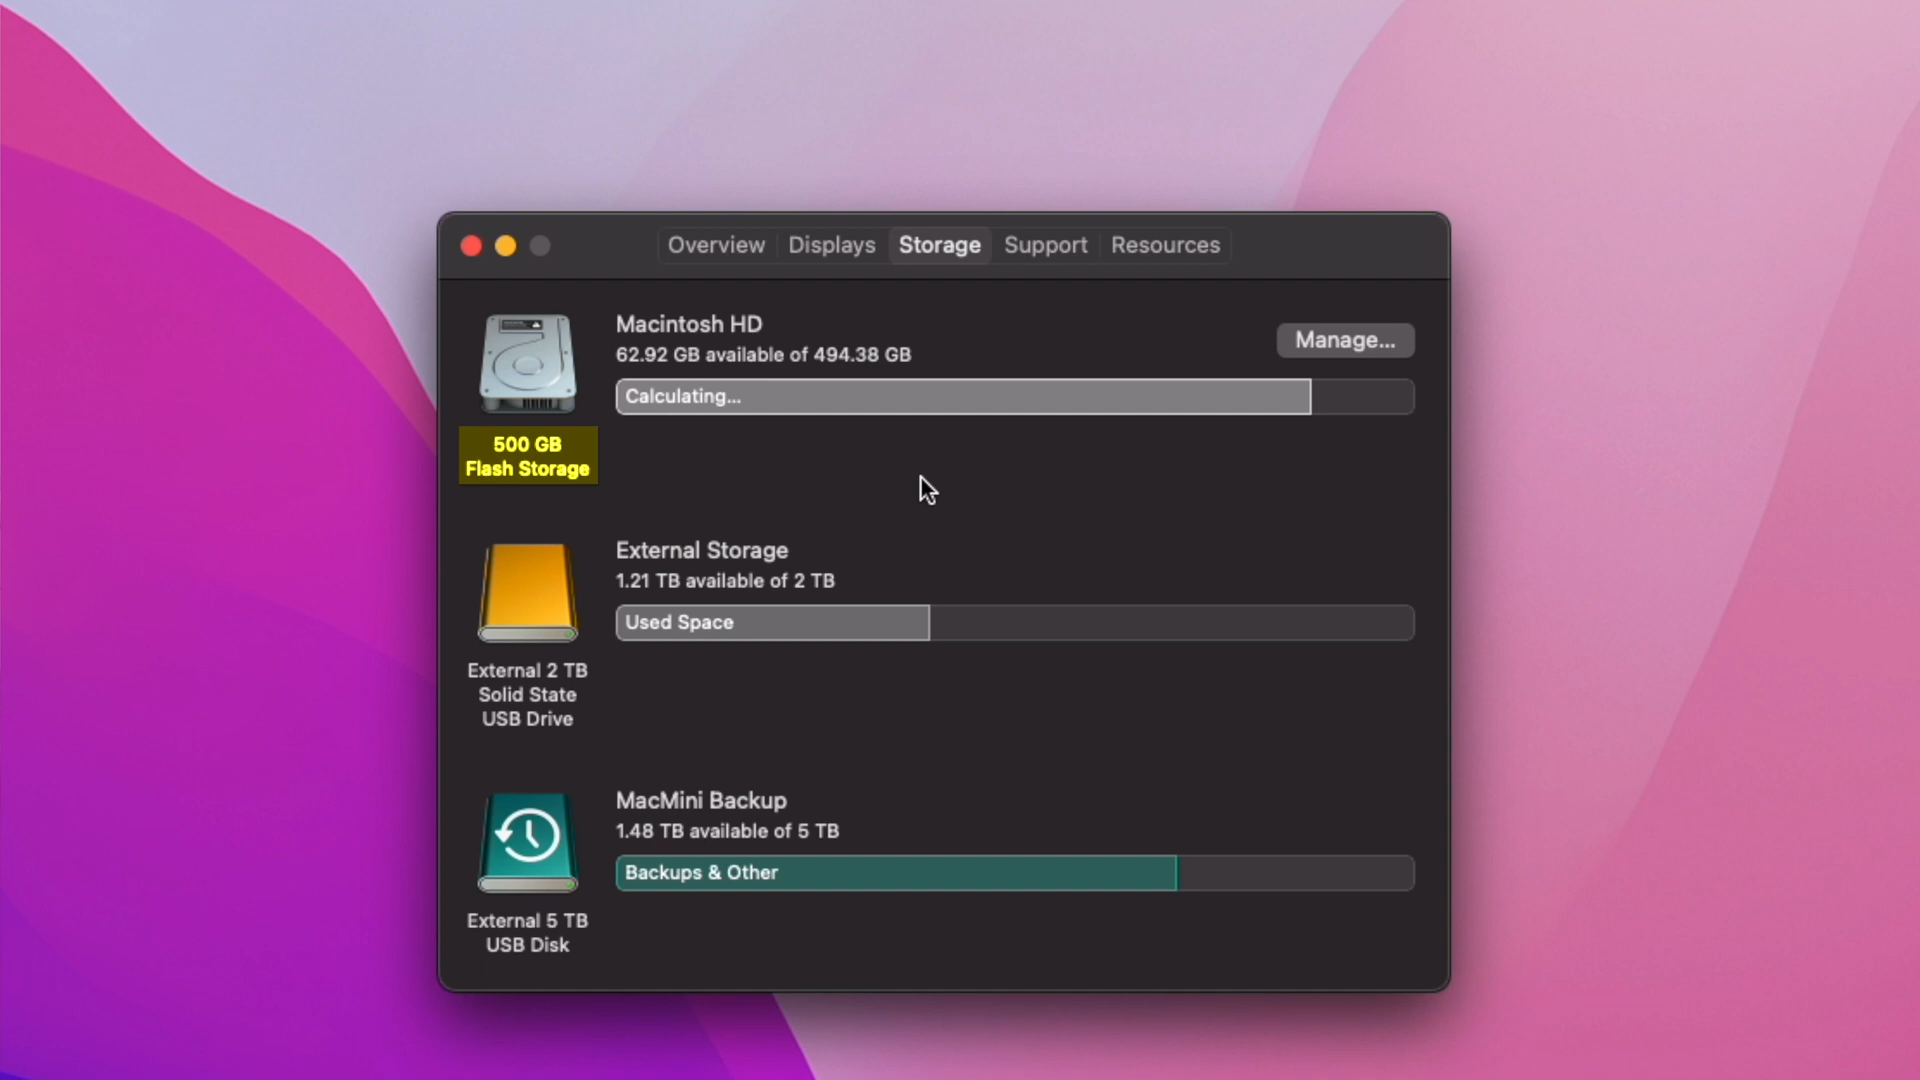 Overview Displays Storage Support Resources
Macintosh HD
62.92 GB available of 494.38 GB
Manage...
Calculating...
500 GB
Flash Storage
External Storage
1.21 TB available of 2 TB
Used Space
External 2 TB
Solid State
USB Drive
MacMini Backup
1.48 TB available of 5 TB
Backups & Other
External 5 TB
USB Disk